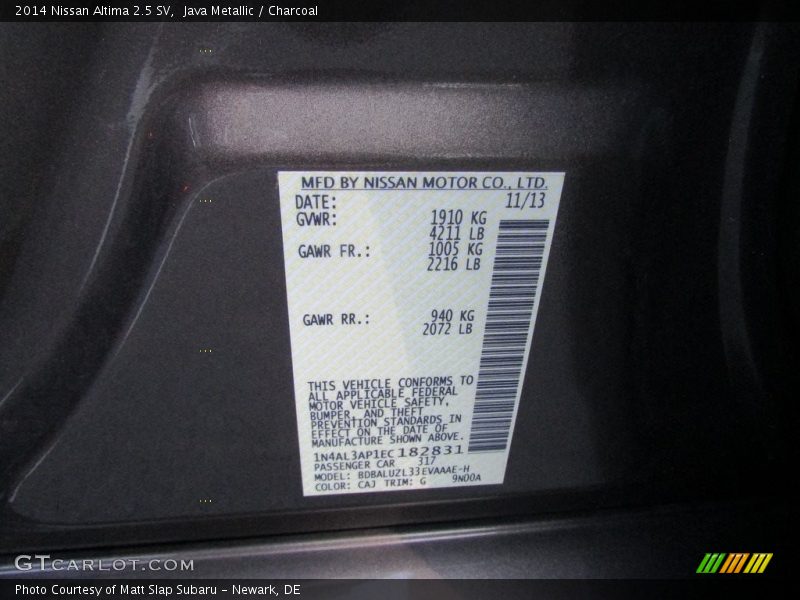 2014 Nissan Altima 2.5 SV, Java Metallic / Charcoal
MFD BY NISSAN MOTOR CO., LTD.
DATE: 11/13
GVWR: 1910 KG
4211 LB
GAWR FR.: 1005 KG
2216 LB
GAWR RR.: 940 KG
2072 LB
THIS VEHICLE CONFORMS TO
ALL APPLICABLE FEDERAL
MOTOR VEHICLE SAFETY,
BUMPER, AND THEFT
PREVENTION STANDARDS IN
EFFECT ON THE DATE OF
MANUFACTURE SHOWN ABOVE.
1N4AL3AP1EC182831
PASSENGER CAR 317
MODEL: BDBALUZL33EVAAAE-H
COLOR: CAJ TRIM: G 9N00A
GTCARLOT.COM
Photo Courtesy of Matt Slap Subaru - Newark, DE